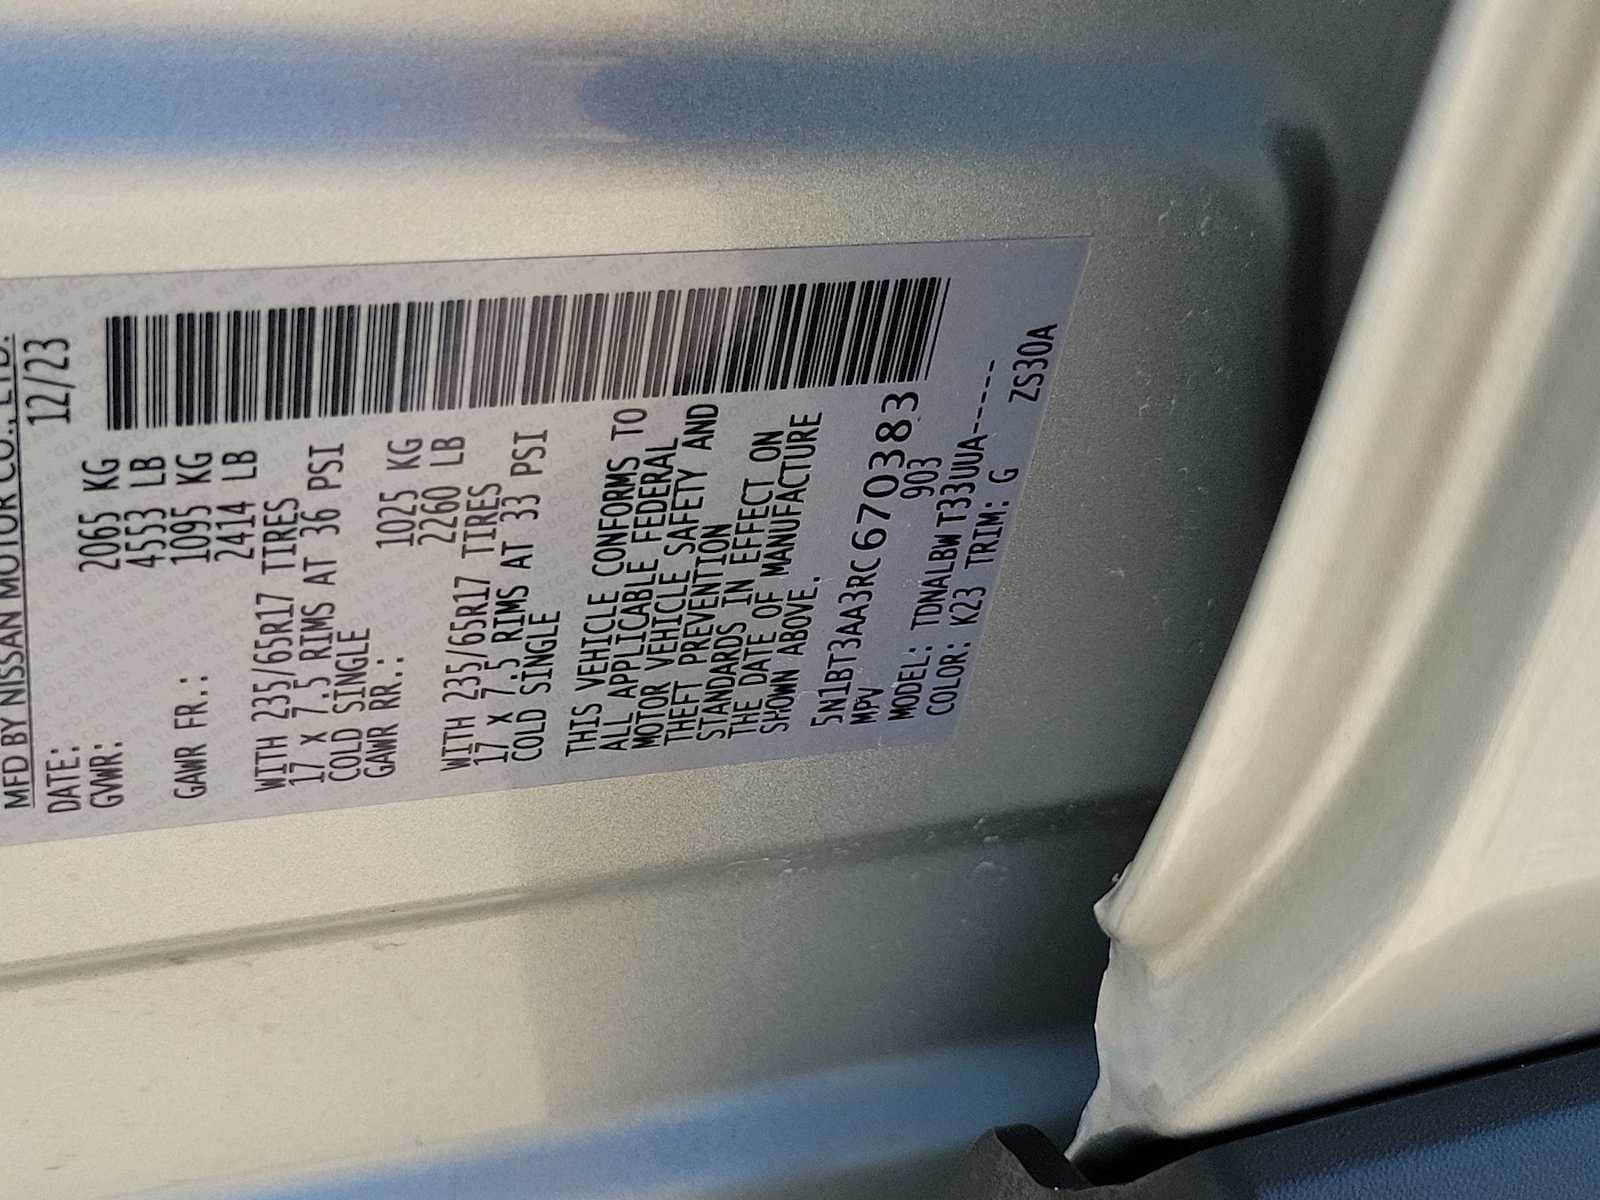 MFD BY NISSAN MOTOR CO., LTD.
DATE: 12/23
GVWR: 2065 KG
4553 LB
GAWR FR.: 1095 KG
2414 LB
WITH 235/65R17 TIRES
17 X 7.5 RIMS AT 36 PSI
COLD SINGLE
GAWR RR.: 1025 KG
2260 LB
WITH 235/65R17 TIRES
17 X 7.5 RIMS AT 33 PSI
COLD SINGLE
THIS VEHICLE CONFORMS TO
ALL APPLICABLE FEDERAL
MOTOR VEHICLE SAFETY AND
THEFT PREVENTION
STANDARDS IN EFFECT ON
THE DATE OF MANUFACTURE
SHOWN ABOVE.
5N1BT3AA3RC670383
MPV 903
MODEL: TDNALBWT33UUA------
COLOR: K23 TRIM: G ZS30A